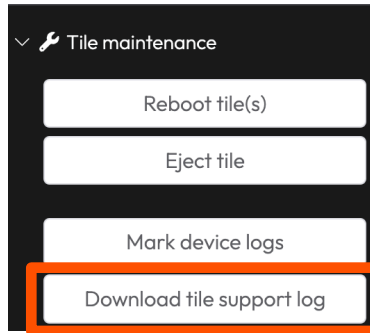 Tile maintenance
Reboot tile(s)
Eject tile
Mark device logs
Download tile support log